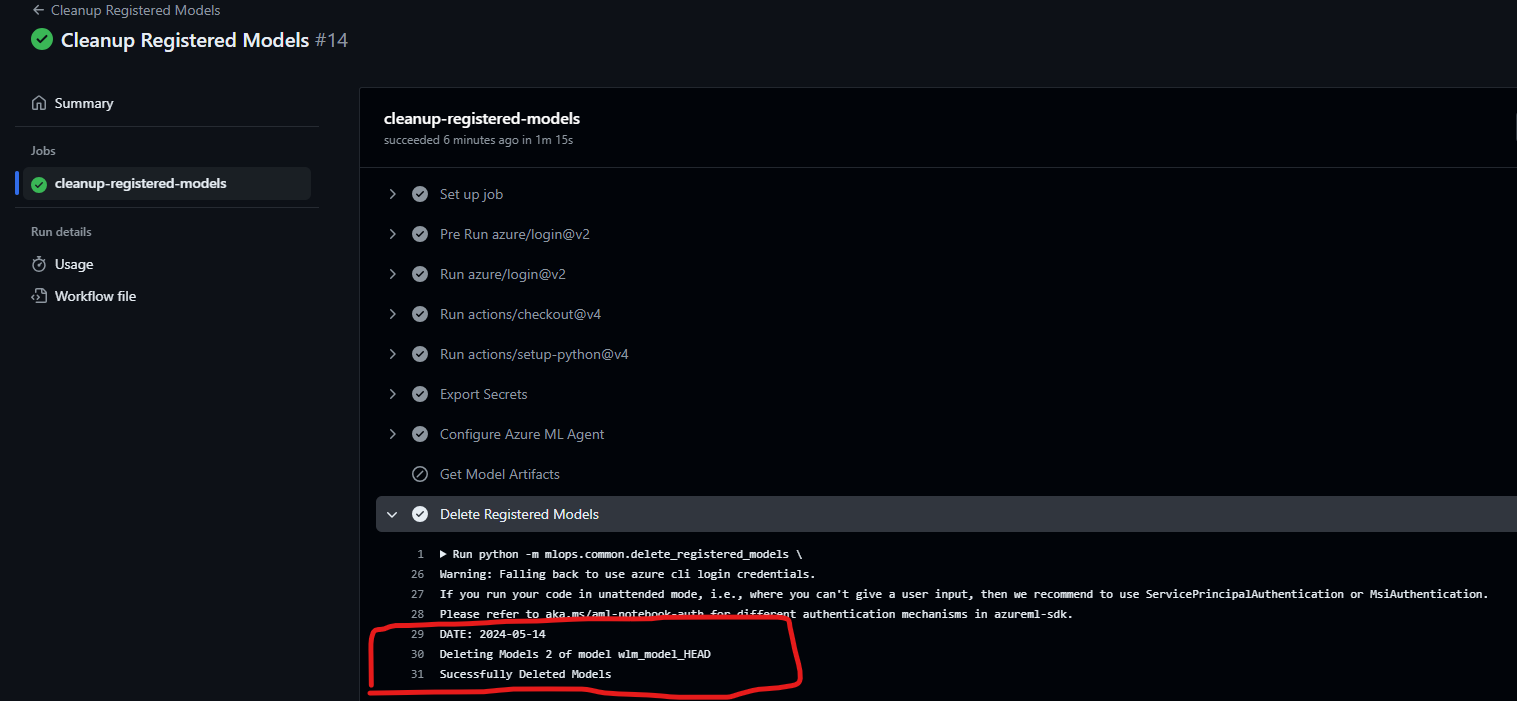 Cleanup Registered Models
Cleanup Registered Models #14
Summary
Jobs
cleanup-registered-models
Run details
Usage
Workflow file
cleanup-registered-models
succeeded 6 minutes ago in 1m 15s
Set up job
Pre Run azure/login@v2
Run azure/login@v2
Run actions/checkout@v4
Run actions/setup-python@v4
Export Secrets
Configure Azure ML Agent
Get Model Artifacts
Delete Registered Models
1 Run python -m mlops.common.delete_registered_models \
26 Warning: Falling back to use azure cli login credentials.
27 If you run your code in unattended mode, i.e., where you can't give a user input, then we recommend to use ServicePrincipalAuthentication or MsiAuthentication.
28 Please refer to aka.ms/aml-notebook-auth for different authentication mechanisms in azureml-sdk.
29 DATE: 2024-05-14
30 Deleting Models 2 of model wlm_model_HEAD
31 Sucessfully Deleted Models